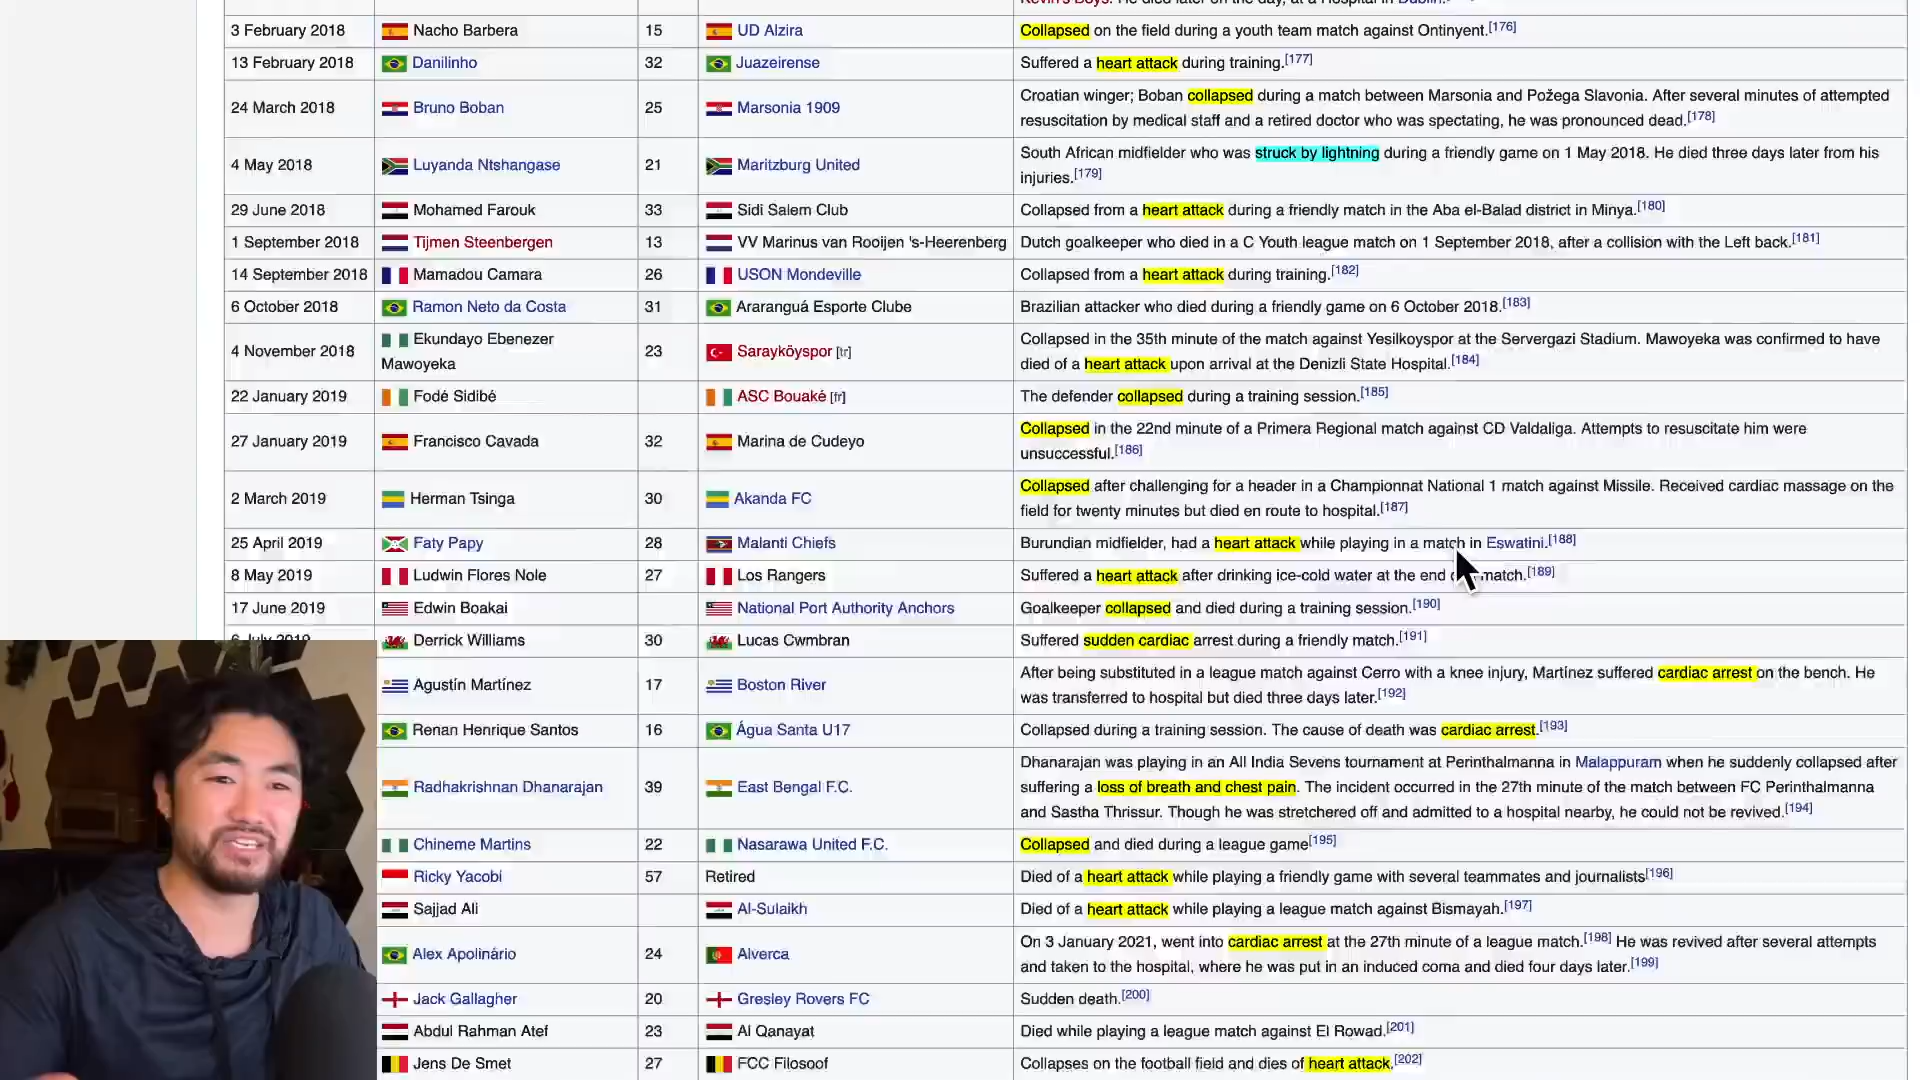 Kevin's Boys. He died later on the day, at a Hospital in Dublin.
3 February 2018 Nacho Barbera 15 UD Alzira Collapsed on the field during a youth team match against Ontinyent.[176]
13 February 2018 Danilinho 32 Juazeirense Suffered a heart attack during training.[177]
24 March 2018 Bruno Boban 25 Marsonia 1909 Croatian winger; Boban collapsed during a match between Marsonia and Požega Slavonia. After several minutes of attempted
resuscitation by medical staff and a retired doctor who was spectating, he was pronounced dead.[178]
4 May 2018 Luyanda Ntshangase 21 Maritzburg United South African midfielder who was struck by lightning during a friendly game on 1 May 2018. He died three days later from his
injuries.[179]
29 June 2018 Mohamed Farouk 33 Sidi Salem Club Collapsed from a heart attack during a friendly match in the Aba el-Balad district in Minya.[180]
1 September 2018 Tijmen Steenbergen 13 VV Marinus van Rooijen 's-Heerenberg Dutch goalkeeper who died in a C Youth league match on 1 September 2018, after a collision with the Left back.[181]
14 September 2018 Mamadou Camara 26 USON Mondeville Collapsed from a heart attack during training.[182]
6 October 2018 Ramon Neto da Costa 31 Araranguá Esporte Clube Brazilian attacker who died during a friendly game on 6 October 2018.[183]
4 November 2018 Ekundayo Ebenezer 23 Sarayköyspor [tr] Collapsed in the 35th minute of the match against Yesilkoyspor at the Servergazi Stadium. Mawoyeka was confirmed to have
Mawoyeka died of a heart attack upon arrival at the Denizli State Hospital.[184]
22 January 2019 Fodé Sidibé ASC Bouaké [fr] The defender collapsed during a training session.[185]
27 January 2019 Francisco Cavada 32 Marina de Cudeyo Collapsed in the 22nd minute of a Primera Regional match against CD Valdaliga. Attempts to resuscitate him were
unsuccessful.[186]
2 March 2019 Herman Tsinga 30 Akanda FC Collapsed after challenging for a header in a Championnat National 1 match against Missile. Received cardiac massage on the
field for twenty minutes but died en route to hospital.[187]
25 April 2019 Faty Papy 28 Malanti Chiefs Burundian midfielder, had a heart attack while playing in a match in Eswatini.[188]
8 May 2019 Ludwin Flores Nole 27 Los Rangers Suffered a heart attack after drinking ice-cold water at the end match.[189]
17 June 2019 Edwin Boakai National Port Authority Anchors Goalkeeper collapsed and died during a training session.[190]
6 July 2019 Derrick Williams 30 Lucas Cwmbran Suffered sudden cardiac arrest during a friendly match.[191]
Agustín Martínez 17 Boston River After being substituted in a league match against Cerro with a knee injury, Martínez suffered cardiac arrest on the bench. He
was transferred to hospital but died three days later.[192]
Renan Henrique Santos 16 Água Santa U17 Collapsed during a training session. The cause of death was cardiac arrest.[193]
Radhakrishnan Dhanarajan 39 East Bengal F.C. Dhanarajan was playing in an All India Sevens tournament at Perinthalmanna in Malappuram when he suddenly collapsed after
suffering a loss of breath and chest pain. The incident occurred in the 27th minute of the match between FC Perinthalmanna
and Sastha Thrissur. Though he was stretchered off and admitted to a hospital nearby, he could not be revived.[194]
Chineme Martins 22 Nasarawa United F.C. Collapsed and died during a league game[195]
Ricky Yacobi 57 Retired Died of a heart attack while playing a friendly game with several teammates and journalists[196]
Sajjad Ali Al-Sulaikh Died of a heart attack while playing a league match against Bismayah.[197]
Alex Apolinário 24 Alverca On 3 January 2021, went into cardiac arrest at the 27th minute of a league match.[198] He was revived after several attempts
and taken to the hospital, where he was put in an induced coma and died four days later.[199]
Jack Gallagher 20 Gresley Rovers FC Sudden death.[200]
Abdul Rahman Atef 23 Al Qanayat Died while playing a league match against El Rowad.[201]
Jens De Smet 27 FCC Filosoof Collapses on the football field and dies of heart attack.[202]